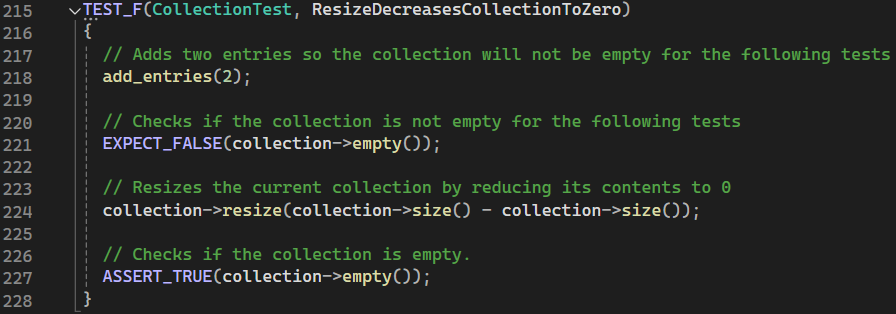 215 TEST_F(CollectionTest, ResizeDecreasesCollectionToZero)
216 {
217 // Adds two entries so the collection will not be empty for the following tests
218 add_entries(2);
219
220 // Checks if the collection is not empty for the following tests
221 EXPECT_FALSE(collection->empty());
222
223 // Resizes the current collection by reducing its contents to 0
224 collection->resize(collection->size() - collection->size());
225
226 // Checks if the collection is empty.
227 ASSERT_TRUE(collection->empty());
228 }